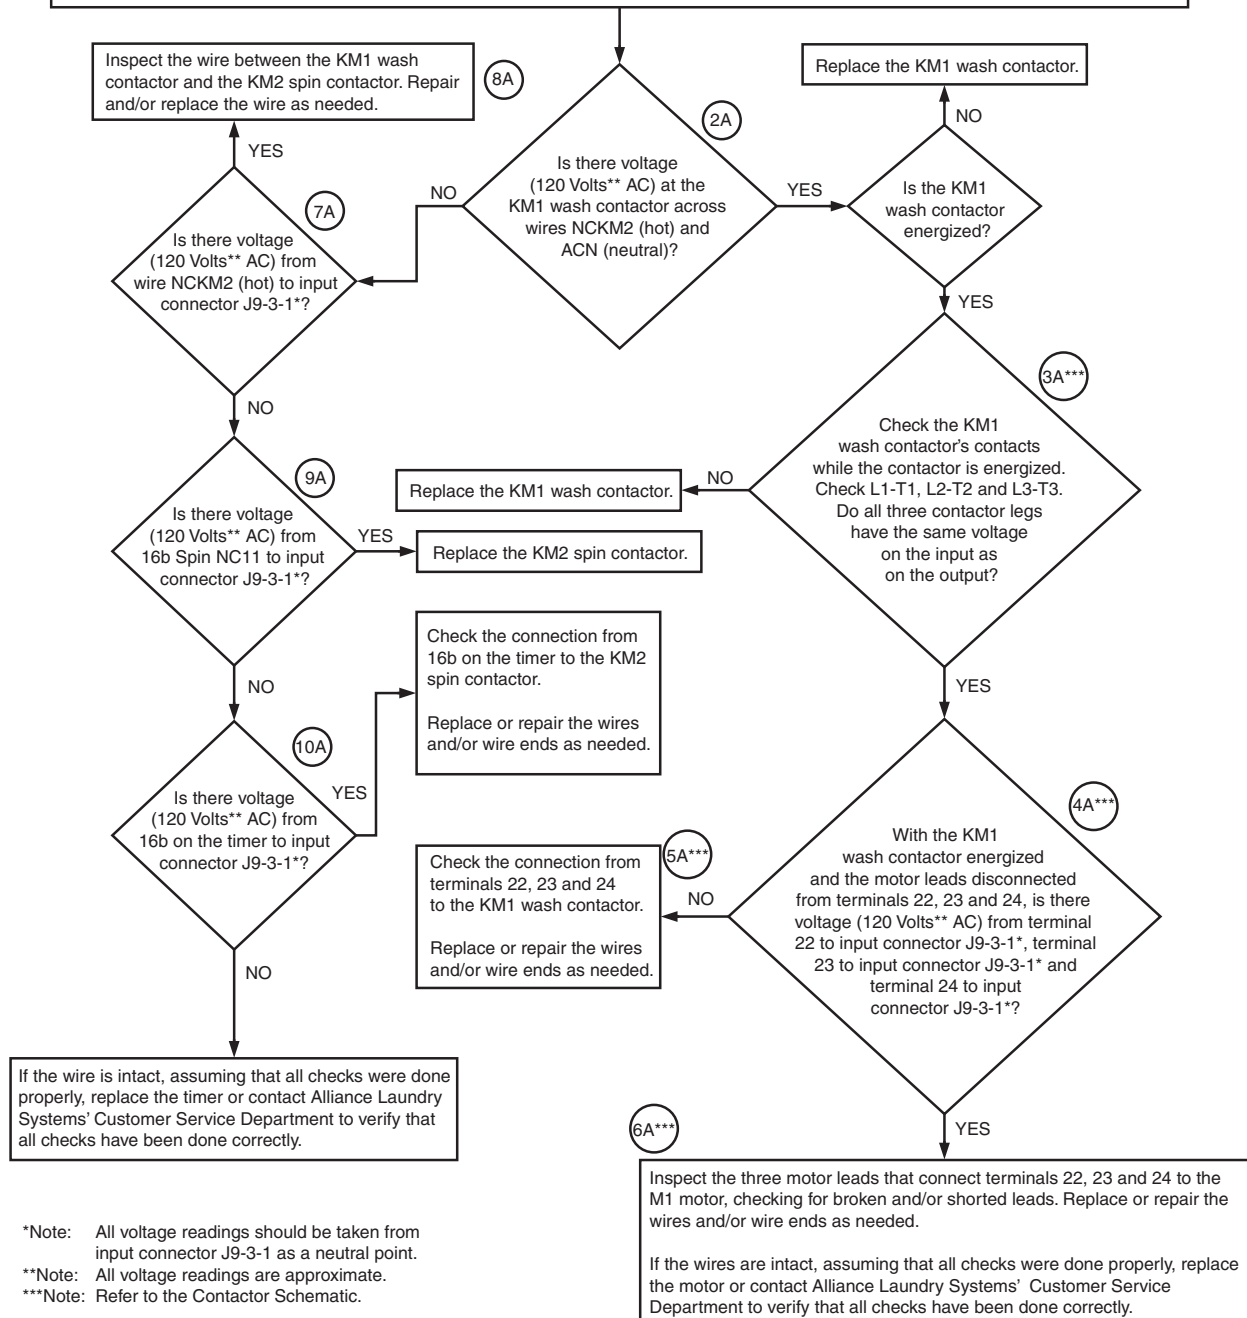 Inspect the wire between the KM1 wash
contactor and the KM2 spin contactor. Repair
and/or replace the wire as needed.
8A
Replace the KM1 wash contactor.
YES
7A
Is there voltage
(120 Volts** AC) from
wire NCKM2 (hot) to input
connector J9-3-1*?
NO
2A
Is there voltage
(120 Volts** AC) at the
KM1 wash contactor across
wires NCKM2 (hot) and
ACN (neutral)?
YES
NO
Is the KM1
wash contactor
energized?
YES
NO
9A
Is there voltage
(120 Volts** AC) from
16b Spin NC11 to input
connector J9-3-1*?
YES
Replace the KM2 spin contactor.
Replace the KM1 wash contactor.
NO
3A***
Check the KM1
wash contactor's contacts
while the contactor is energized.
Check L1-T1, L2-T2 and L3-T3.
Do all three contactor legs
have the same voltage
on the input as
on the output?
YES
NO
10A
Is there voltage
(120 Volts** AC) from
16b on the timer to input
connector J9-3-1*?
YES
Check the connection from
16b on the timer to the KM2
spin contactor.
Replace or repair the wires
and/or wire ends as needed.
4A***
With the KM1
wash contactor energized
and the motor leads disconnected
from terminals 22, 23 and 24, is there
voltage (120 Volts** AC) from terminal
22 to input connector J9-3-1*, terminal
23 to input connector J9-3-1* and
terminal 24 to input
connector J9-3-1*?
NO
5A***
Check the connection from
terminals 22, 23 and 24
to the KM1 wash contactor.
Replace or repair the wires
and/or wire ends as needed.
NO
If the wire is intact, assuming that all checks were done
properly, replace the timer or contact Alliance Laundry
Systems' Customer Service Department to verify that
all checks have been done correctly.
YES
6A***
Inspect the three motor leads that connect terminals 22, 23 and 24 to the
M1 motor, checking for broken and/or shorted leads. Replace or repair the
wires and/or wire ends as needed.
If the wires are intact, assuming that all checks were done properly, replace
the motor or contact Alliance Laundry Systems' Customer Service
Department to verify that all checks have been done correctly.
*Note: All voltage readings should be taken from
input connector J9-3-1 as a neutral point.
**Note: All voltage readings are approximate.
***Note: Refer to the Contactor Schematic.